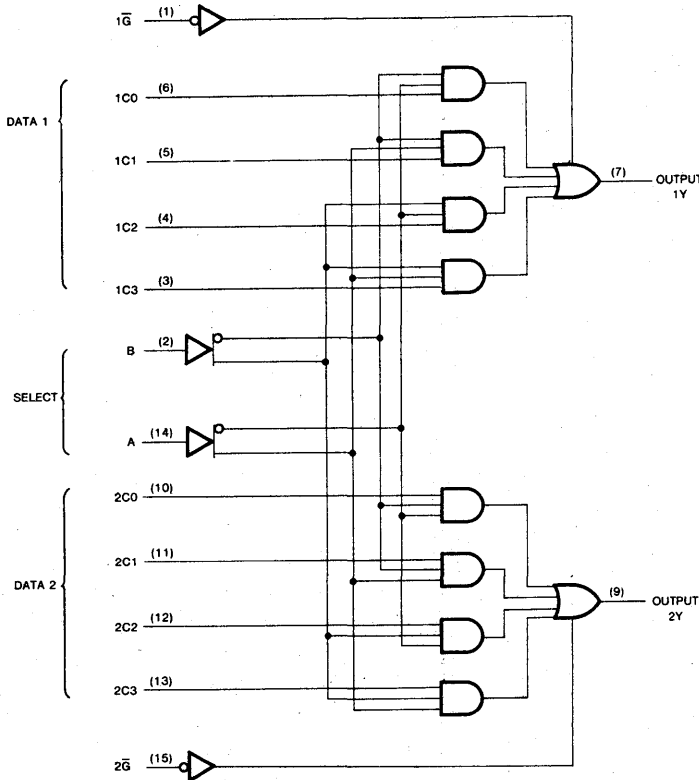 1G̅ (1)
1C0 (6)
DATA 1
1C1 (5)
(7)
OUTPUT
1Y
1C2 (4)
1C3 (3)
B (2)
SELECT
A (14)
2C0 (10)
2C1 (11)
DATA 2
(9)
OUTPUT
2Y
2C2 (12)
2C3 (13)
2G̅ (15)